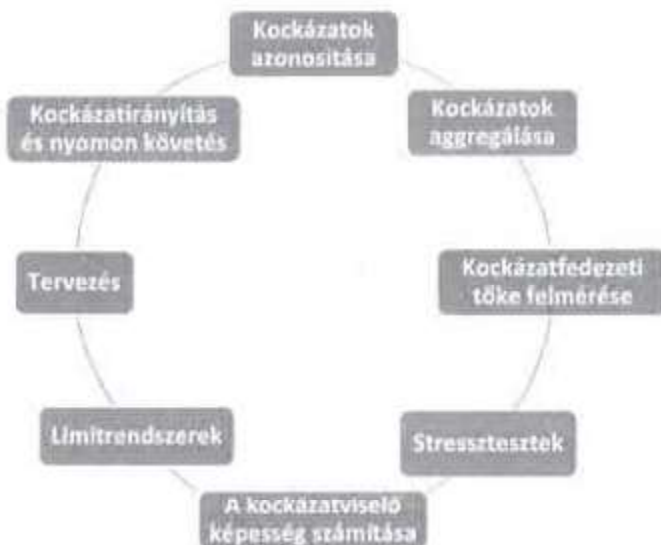 Kockázatok
azonosítása
Kockázatok
aggregálása
Kockázatfedezeti
tőke felmérése
Stressztesztek
A kockázatviselő
képesség számítása
Limitrendszerek
Tervezés
Kockázatirányítás
és nyomon követés